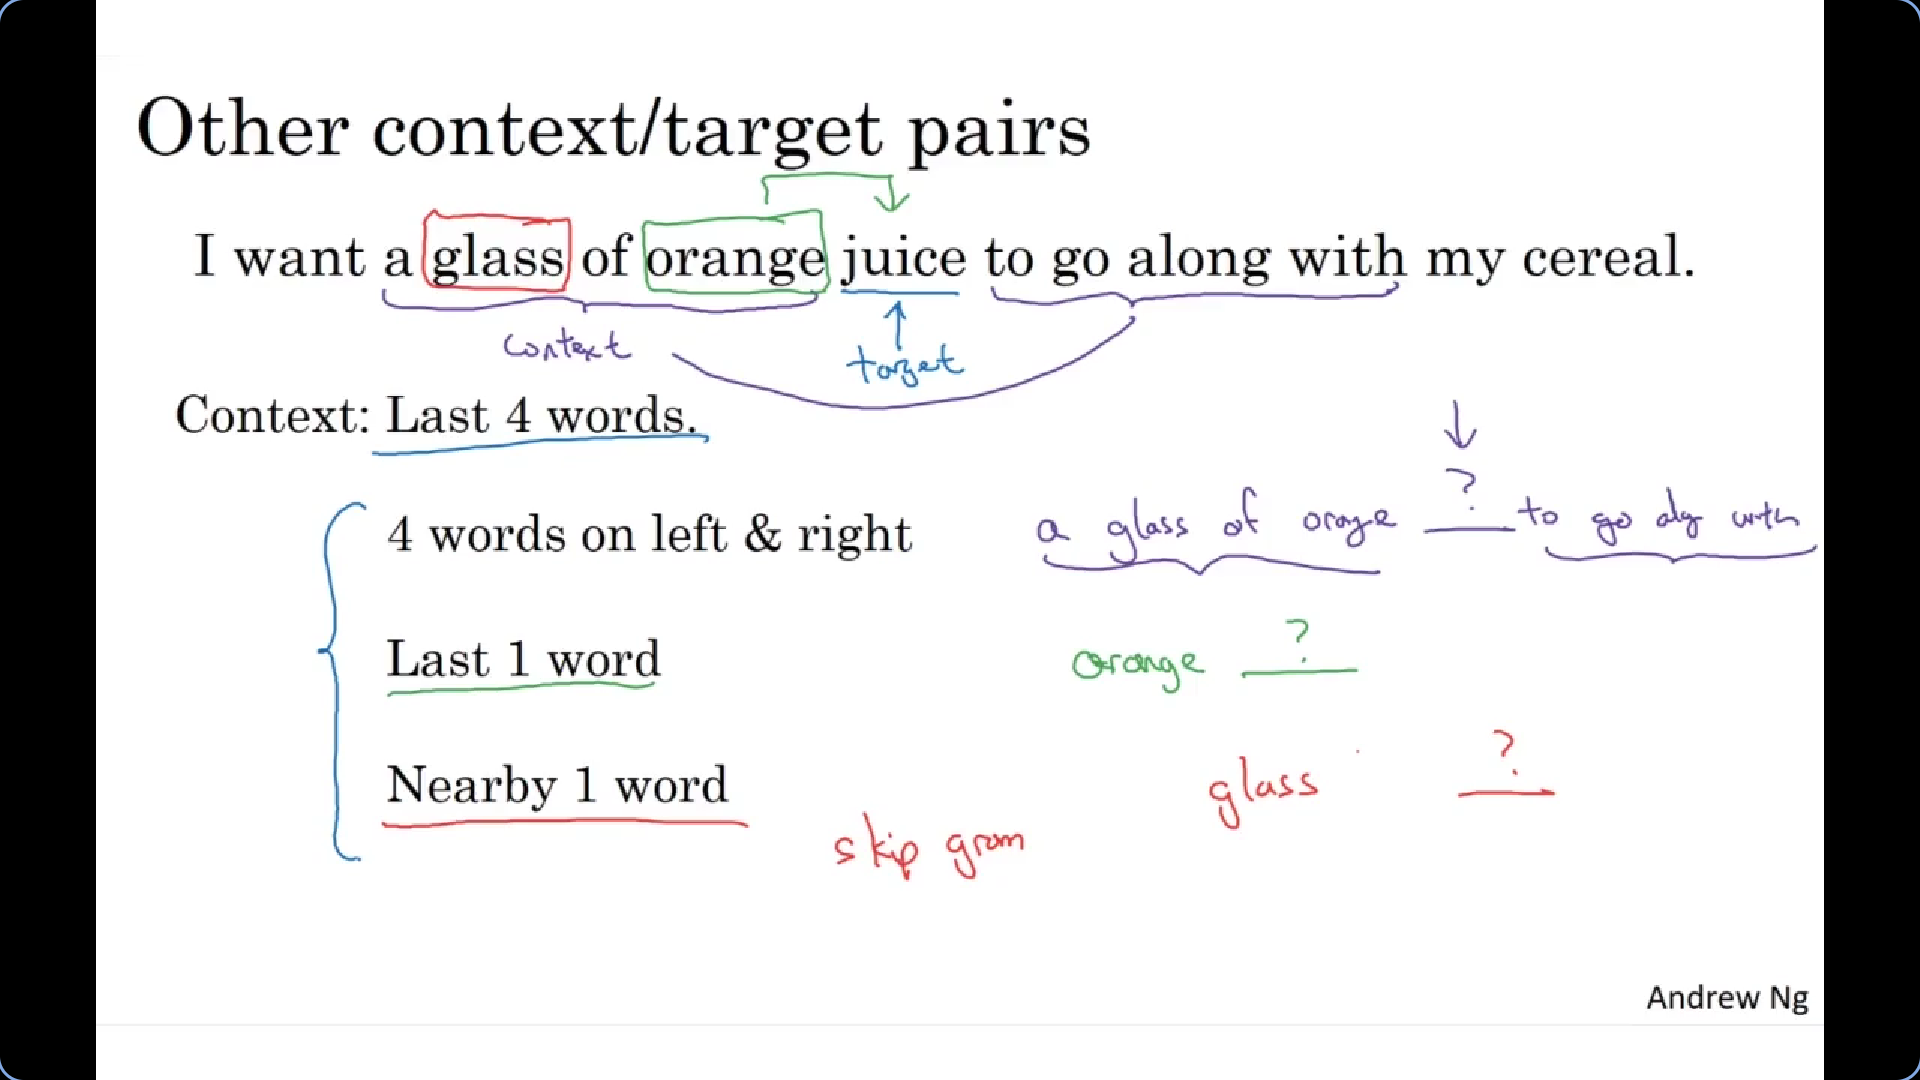 Other context/target pairs
I want a glass of orange juice to go along with my cereal.
context
target
Context: Last 4 words.
?
4 words on left & right
a glass of orange to go alg with
Last 1 word
orange ?
Nearby 1 word
glass ?
skip gram
Andrew Ng